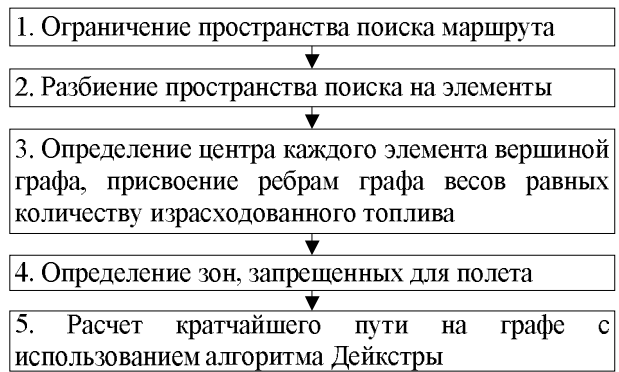 1. Ограничение пространства поиска маршрута
2. Разбиение пространства поиска на элементы
3. Определение центра каждого элемента вершиной
графа, присвоение ребрам графа весов равных
количеству израсходованного топлива
4. Определение зон, запрещенных для полета
5. Расчет кратчайшего пути на графе с
использованием алгоритма Дейкстры